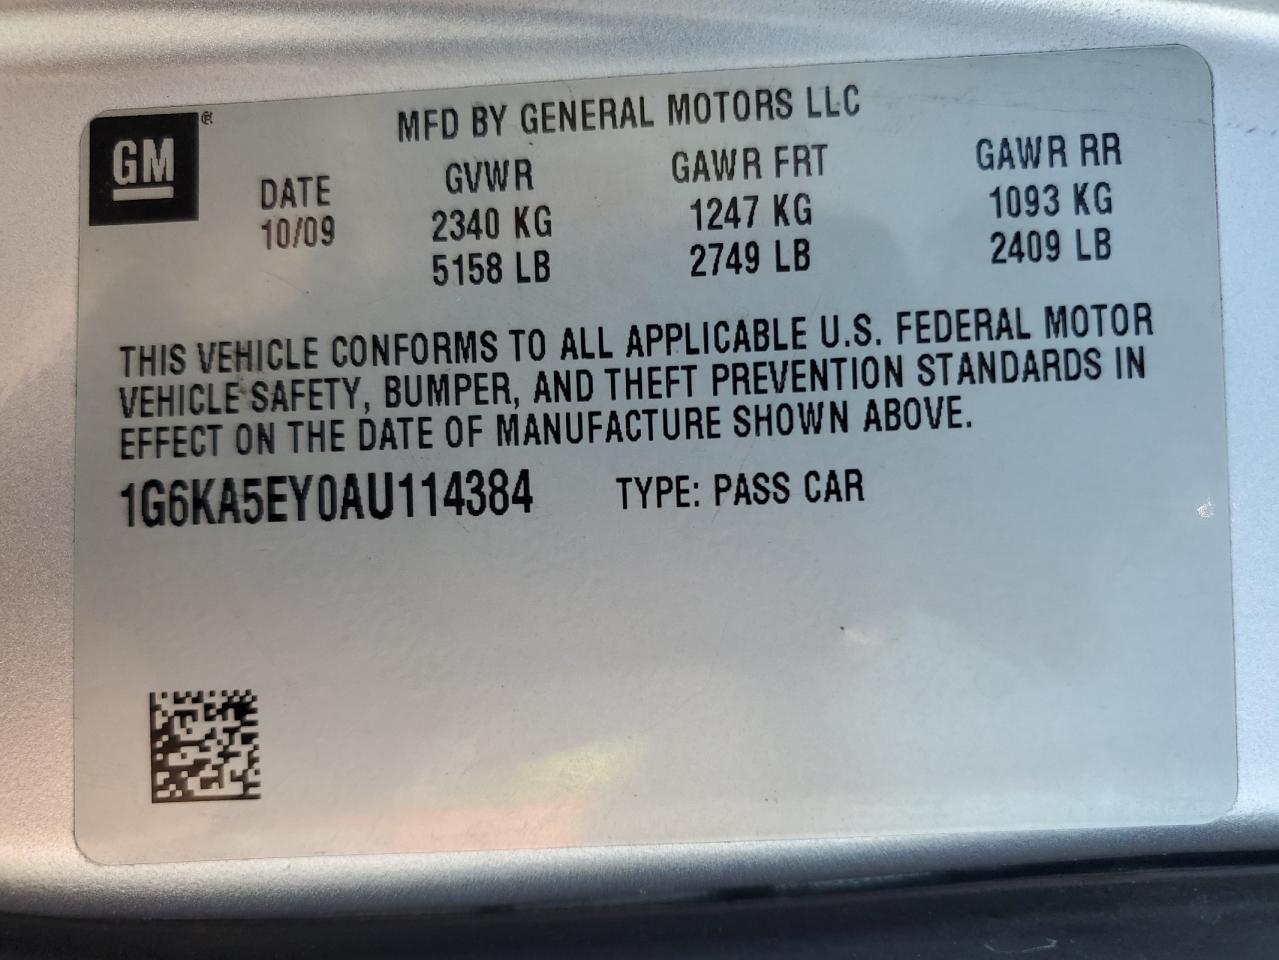 GM
MFD BY GENERAL MOTORS LLC
DATE GVWR GAWR FRT GAWR RR
10/09 2340 KG 1247 KG 1093 KG
5158 LB 2749 LB 2409 LB
THIS VEHICLE CONFORMS TO ALL APPLICABLE U.S. FEDERAL MOTOR
VEHICLE SAFETY, BUMPER, AND THEFT PREVENTION STANDARDS IN
EFFECT ON THE DATE OF MANUFACTURE SHOWN ABOVE.
1G6KA5EY0AU114384 TYPE: PASS CAR